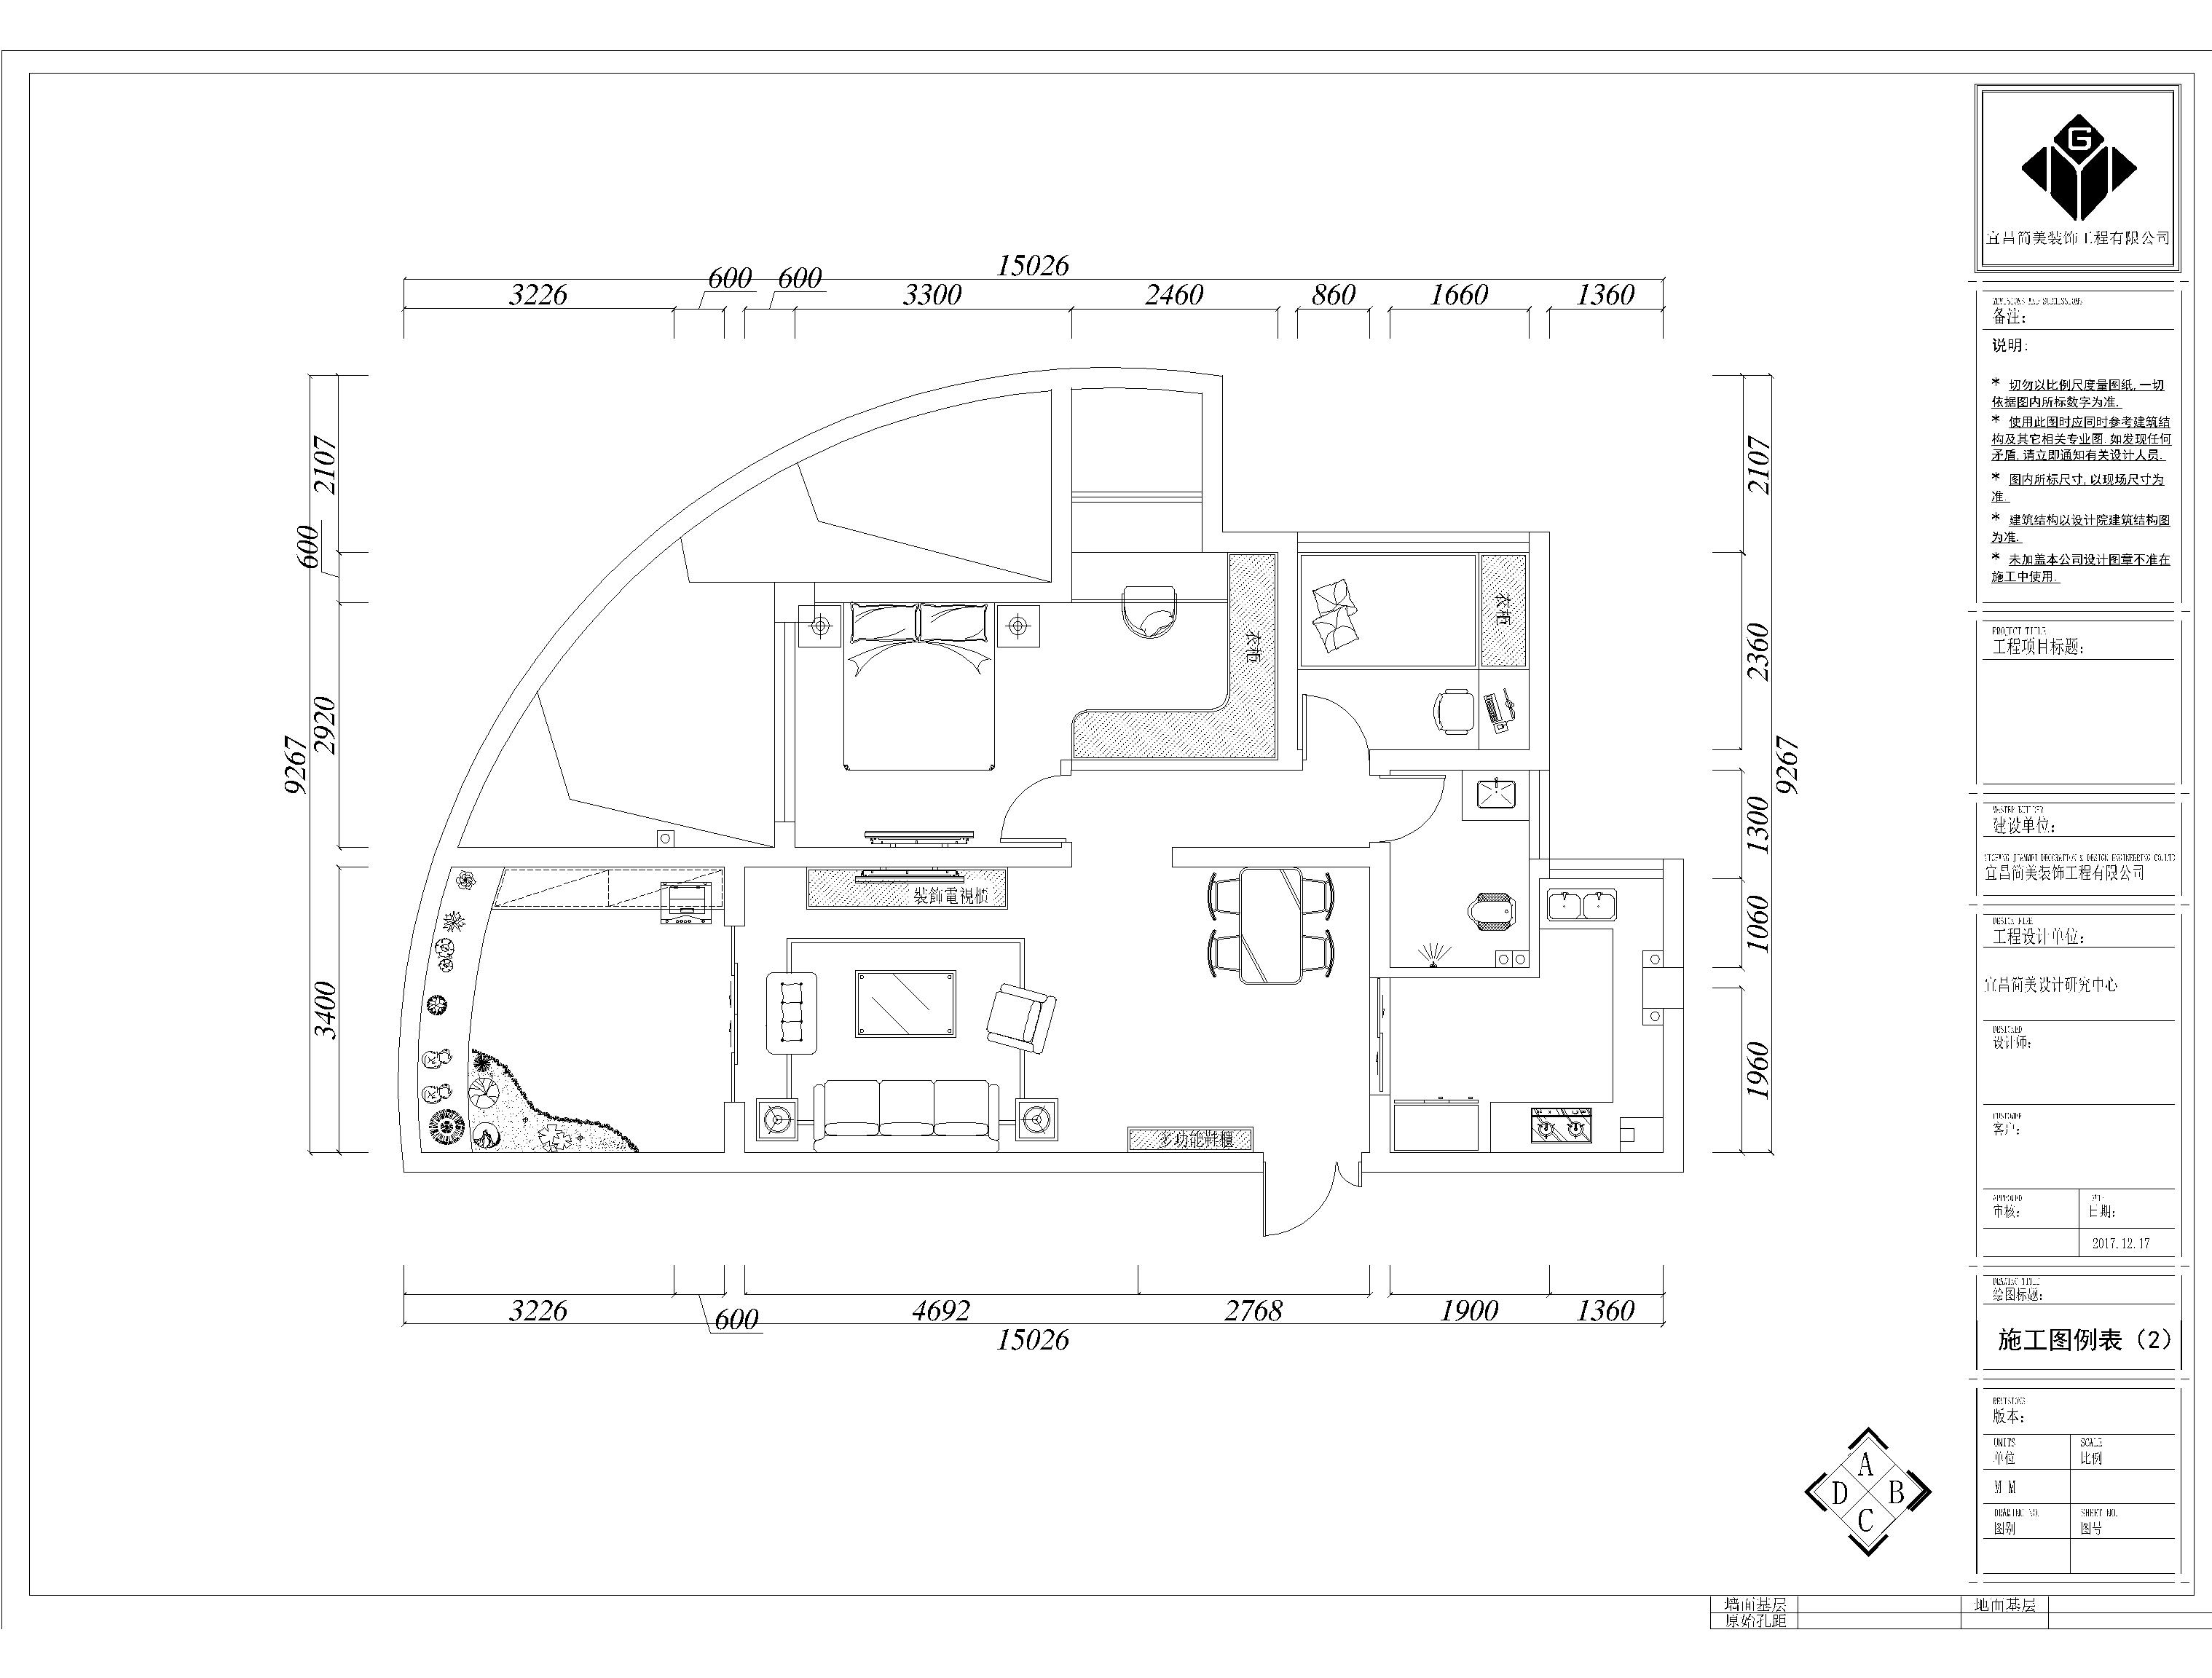 G
宜昌简美装饰工程有限公司
15026
600
600
3226
3300
2460
860
1660
1360
备注:
说明:
* 切勿以比例尺度量图纸,一切
依据图内所标数字为准.
* 使用此图时应同时参考建筑结
构及其它相关专业图.如发现任何
矛盾,请立即通知有关设计人员.
* 图内所标尺寸,以现场尺寸为
准.
* 建筑结构以设计院建筑结构图
为准.
* 未加盖本公司设计图章不准在
施工中使用.
PROJECT TITLE
工程项目标题:
建设单位:
宜昌简美装饰工程有限公司
工程设计单位:
宜昌简美设计研究中心
DESIGNED
设计师:
客户:
APPROVED
审核:
日期:
2017.12.17
DRAWING TITLE
绘图标题:
施工图例表(2)
REVISIONS
版本:
UNITS
单位
SCALE
比例
M M
DRAWING NO.
图别
SHEET NO.
图号
2107
600
2920
9267
3400
2107
2360
9267
1300
1060
1960
衣柜
衣柜
装飾電視櫃
多功能鞋櫃
3226
600
4692
2768
1900
1360
15026
A
D
B
C
墙面基层
地面基层
原始孔距